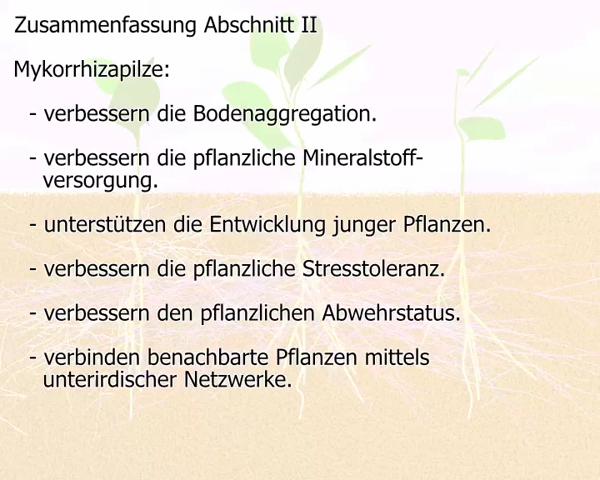 Zusammenfassung Abschnitt II
Mykorrhizapilze:
- verbessern die Bodenaggregation.
- verbessern die pflanzliche Mineralstoff-
versorgung.
- unterstützen die Entwicklung junger Pflanzen.
- verbessern die pflanzliche Stresstoleranz.
- verbessern den pflanzlichen Abwehrstatus.
- verbinden benachbarte Pflanzen mittels
unterirdischer Netzwerke.